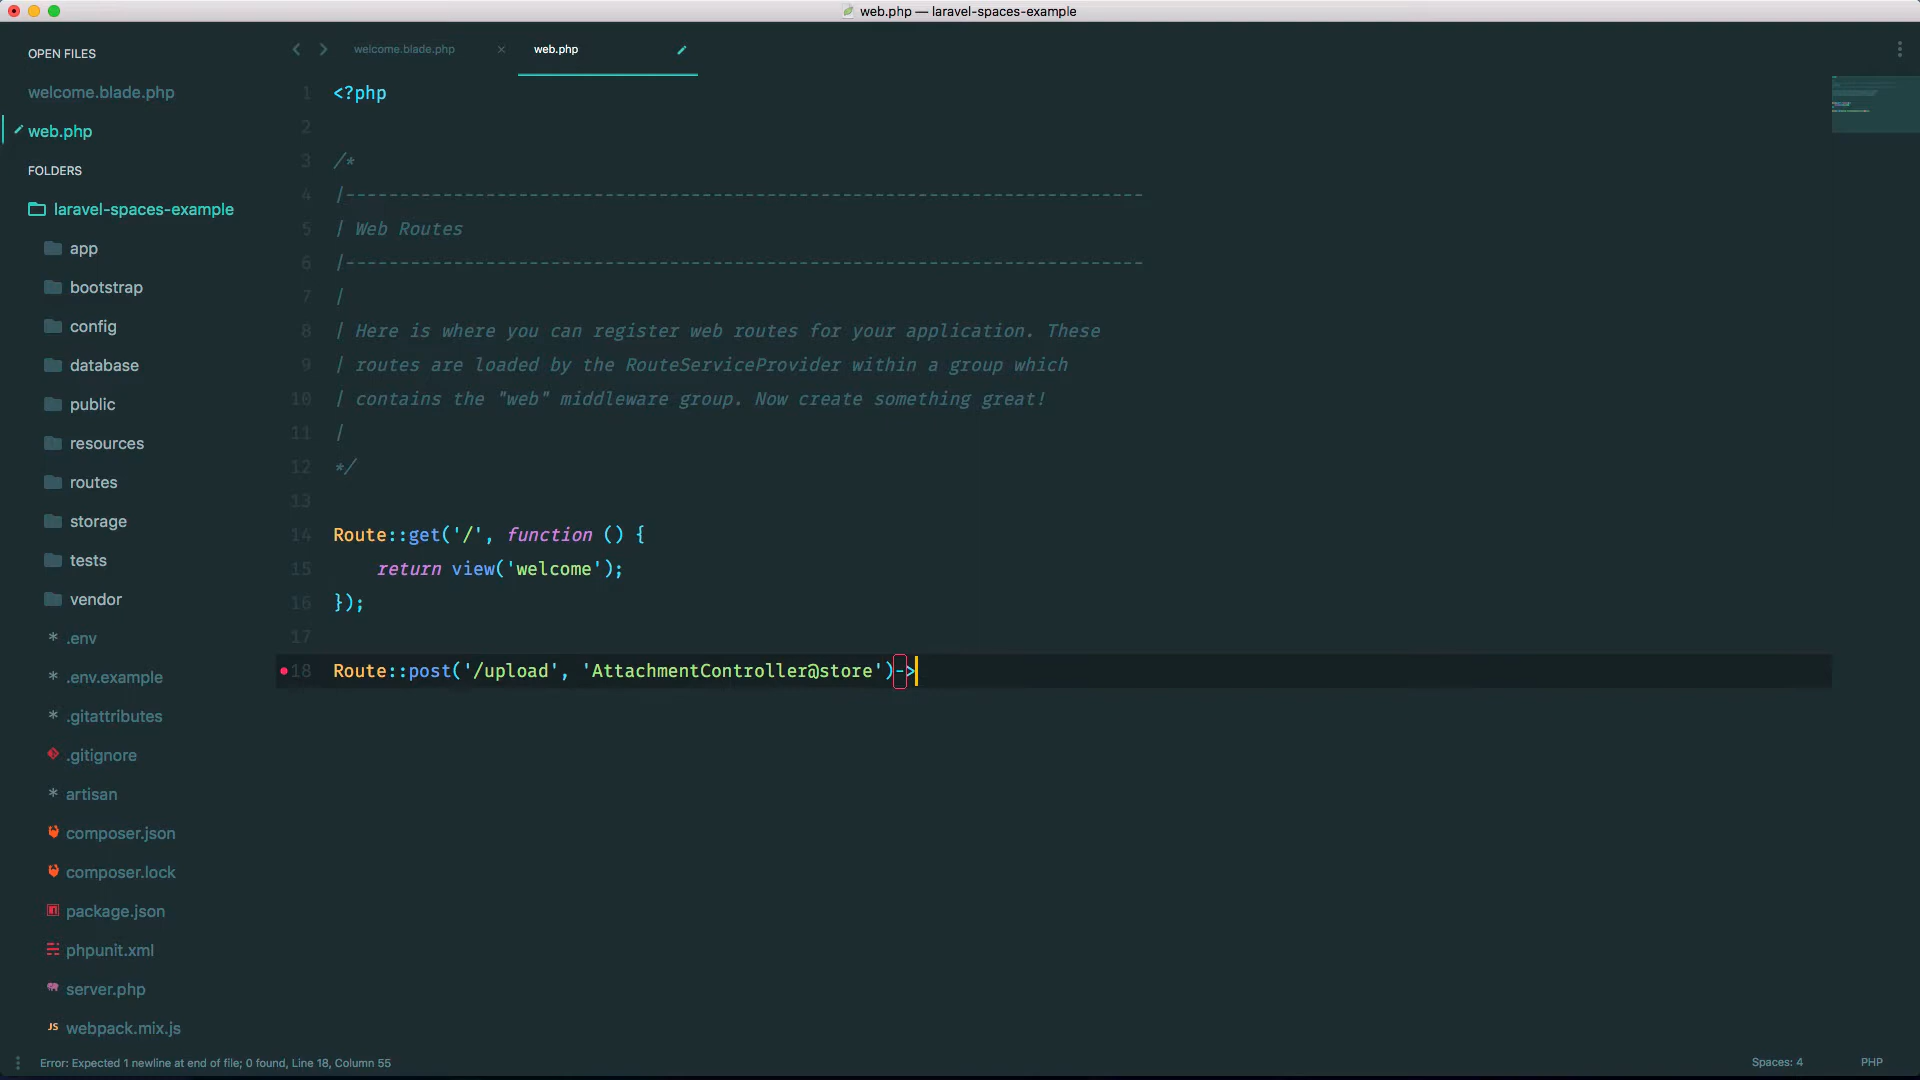 web.php — laravel-spaces-example
OPEN FILES
welcome.blade.php
web.php
FOLDERS
laravel-spaces-example
app
bootstrap
config
database
public
resources
routes
storage
tests
vendor
* .env
* .env.example
* .gitattributes
.gitignore
* artisan
composer.json
composer.lock
package.json
phpunit.xml
server.php
JS webpack.mix.js
welcome.blade.php ×
web.php
1 <?php
2
3 /*
4 |--------------------------------------------------------------------------
5 | Web Routes
6 |--------------------------------------------------------------------------
7 |
8 | Here is where you can register web routes for your application. These
9 | routes are loaded by the RouteServiceProvider within a group which
10 | contains the "web" middleware group. Now create something great!
11 |
12 */
13
14 Route::get('/', function () {
15     return view('welcome');
16 });
17
18 Route::post('/upload', 'AttachmentController@store')->
Error: Expected 1 newline at end of file; 0 found, Line 18, Column 55
Spaces: 4
PHP